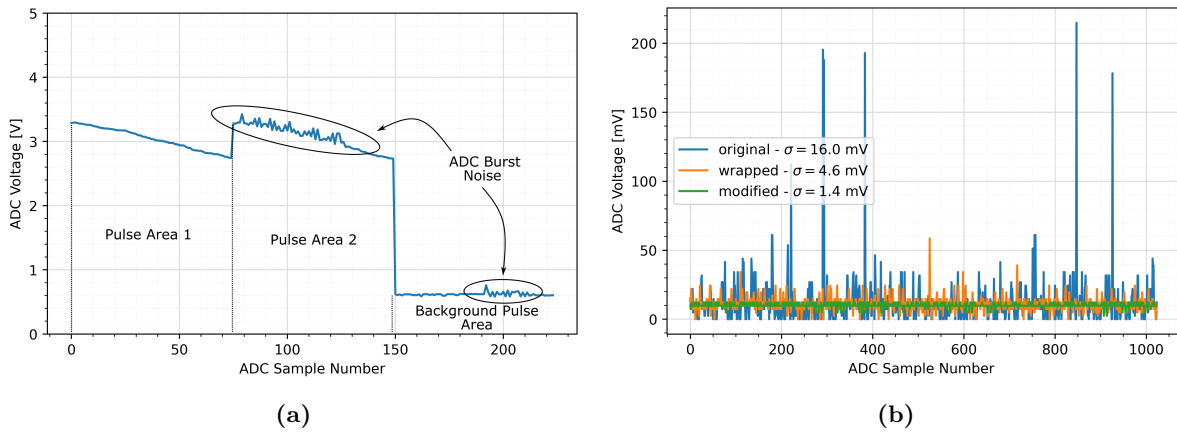 5
4
3
2
1
0
ADC Voltage [V]
ADC Burst
Noise
Pulse Area 1
Pulse Area 2
Background Pulse
Area
0
50
100
150
200
ADC Sample Number
(a)
200
150
100
50
0
ADC Voltage [mV]
original - σ = 16.0 mV
wrapped - σ = 4.6 mV
modified - σ = 1.4 mV
0
200
400
600
800
1000
ADC Sample Number
(b)